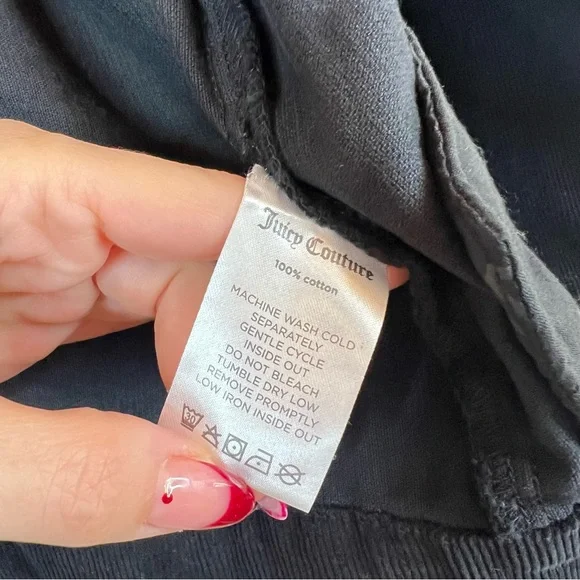 Juicy Couture
100% cotton
MACHINE WASH COLD
SEPARATELY
GENTLE CYCLE
INSIDE OUT
DO NOT BLEACH
TUMBLE DRY LOW
REMOVE PROMPTLY
LOW IRON INSIDE OUT
30